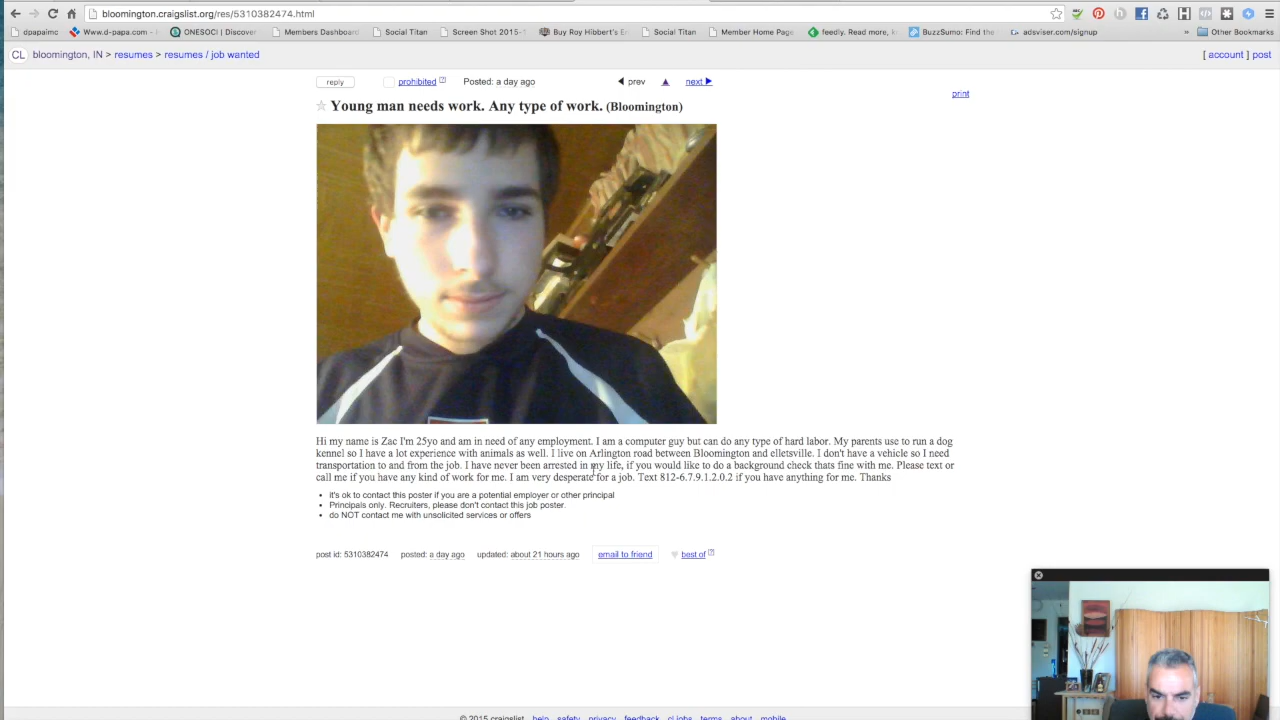 bloomington.craigslist.org/res/5310382474.html
dpapaimc Www.d-papa.com - ONESOCI | Discover Members Dashboard Social Titan Screen Shot 2015-1 Buy Roy Hibbert's Er Social Titan Member Home Page feedly. Read more, k BuzzSumo: Find the adsviser.com/signup » Other Bookmarks
CL bloomington, IN > resumes > resumes / job wanted [ account ] post
reply prohibited [?] Posted: a day ago ◀ prev ▲ next ▶
print
☆ Young man needs work. Any type of work. (Bloomington)
Hi my name is Zac I'm 25yo and am in need of any employment. I am a computer guy but can do any type of hard labor. My parents use to run a dog
kennel so I have a lot experience with animals as well. I live on Arlington road between Bloomington and elletsville. I don't have a vehicle so I need
transportation to and from the job. I have never been arrested in my life, if you would like to do a background check thats fine with me. Please text or
call me if you have any kind of work for me. I am very desperate for a job. Text 812-6.7.9.1.2.0.2 if you have anything for me. Thanks
• it's ok to contact this poster if you are a potential employer or other principal
• Principals only. Recruiters, please don't contact this job poster.
• do NOT contact me with unsolicited services or offers
post id: 5310382474 posted: a day ago updated: about 21 hours ago email to friend ♥ best of [?]
© 2015 craigslist help safety privacy feedback cl jobs terms about mobile